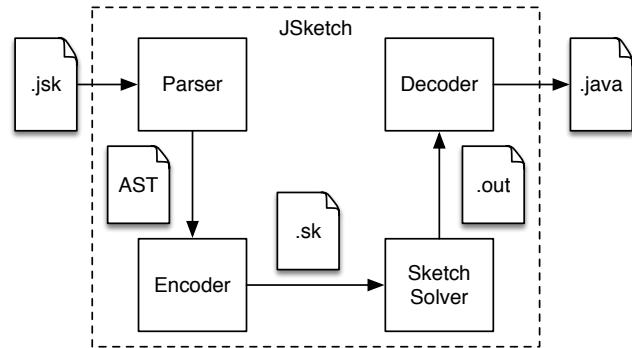 JSketch
.jsk
Parser
Decoder
.java
AST
.out
.sk
Encoder
Sketch
Solver